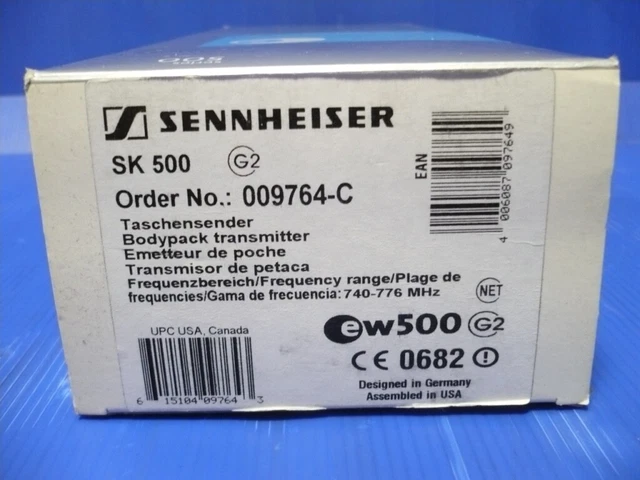 SENNHEISER
SK 500 G2
Order No.: 009764-C
Taschensender
Bodypack transmitter
Emetteur de poche
Transmisor de petaca
Frequenzbereich/Frequency range/Plage de
frequencies/Gama de frecuencia: 740-776 MHz
NET
EAN
4 006087 097649
UPC USA, Canada
6 15104 09764 3
ew500 G2
CE 0682
Designed in Germany
Assembled in USA